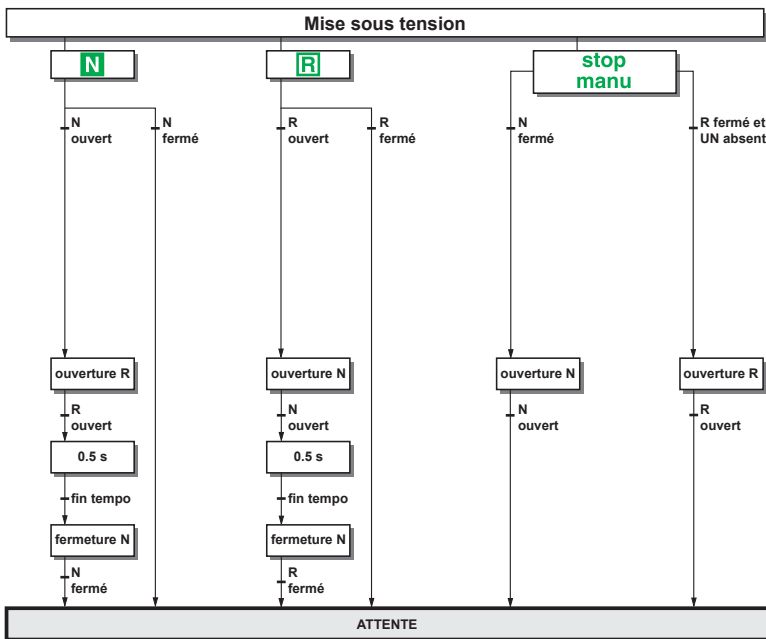 Mise sous tension
N
R
stop
manu
N
ouvert
N
fermé
R
ouvert
R
fermé
N
fermé
R fermé et
UN absent
ouverture R
ouverture N
ouverture N
ouverture R
R
ouvert
N
ouvert
N
ouvert
R
ouvert
0.5 s
0.5 s
fin tempo
fin tempo
fermeture N
fermeture N
N
fermé
R
fermé
ATTENTE